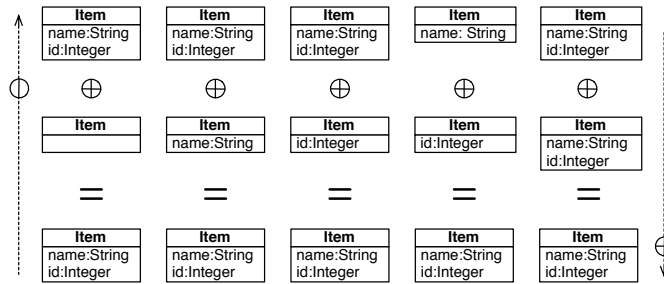 Item Item Item Item Item
name:String name:String name:String name: String name:String
id:Integer id:Integer id:Integer id:Integer
Item Item Item Item Item
name:String id:Integer id:Integer name:String
id:Integer
Item Item Item Item Item
name:String name:String name:String name:String name:String
id:Integer id:Integer id:Integer id:Integer id:Integer